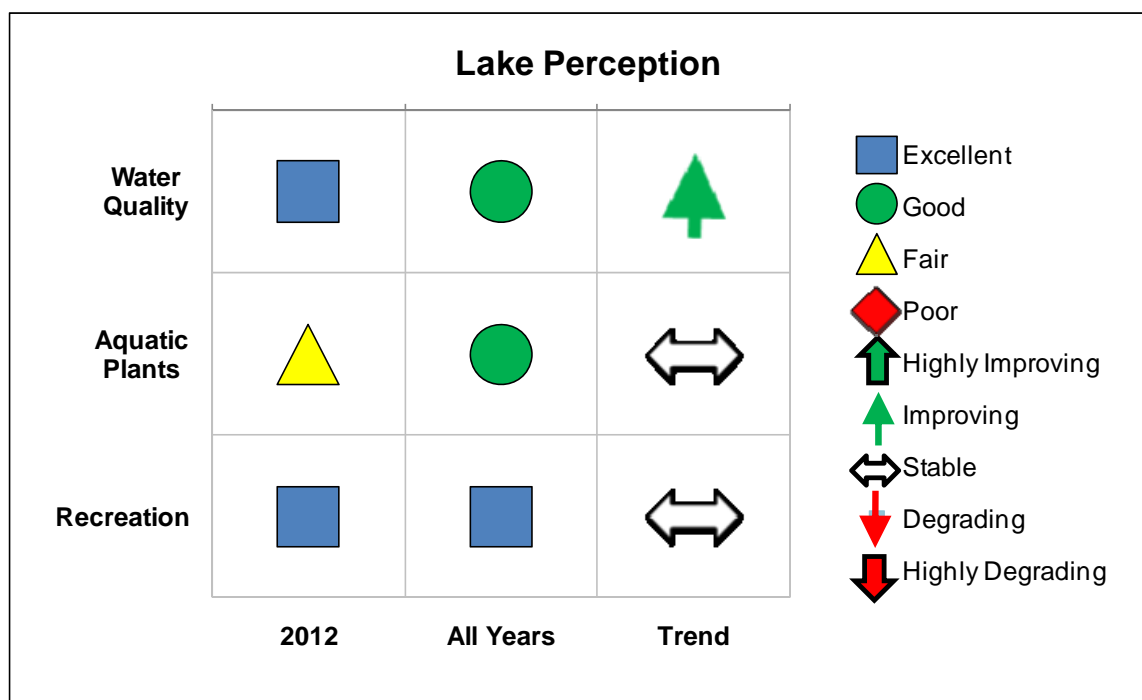 Lake Perception
Water
Quality
Aquatic
Plants
Recreation
2012
All Years
Trend
Excellent
Good
Fair
Poor
Highly Improving
Improving
Stable
Degrading
Highly Degrading